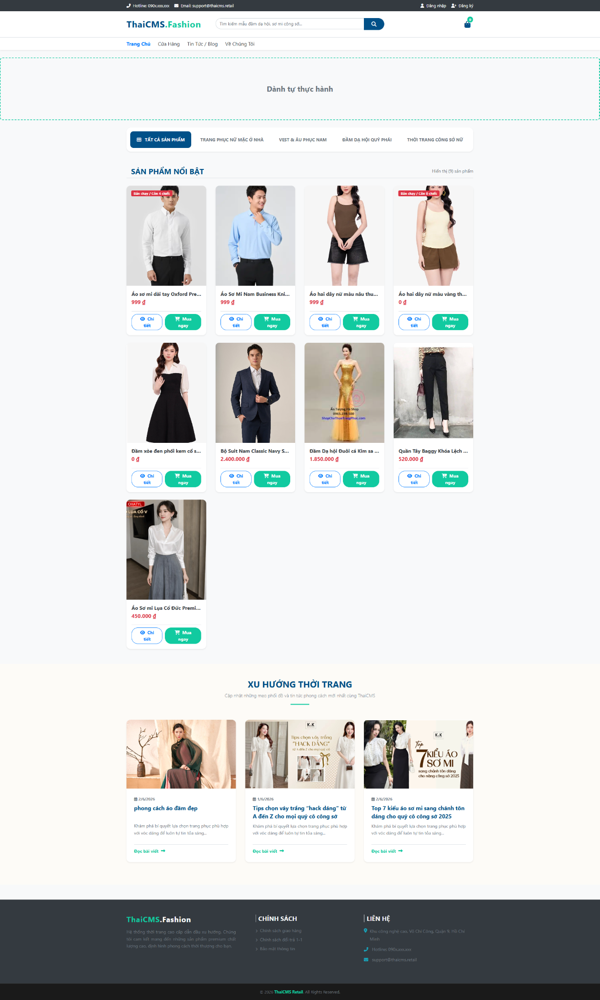 Hotline: 090x.xxx.xxx Email: support@thaicms.retail Đăng nhập Đăng ký
ThaiCMS.Fashion Tìm kiếm mẫu đầm dạ hội, sơ mi công sở... 0
Trang Chủ Cửa Hàng Tin Tức / Blog Về Chúng Tôi
Dành tự thực hành
TẤT CẢ SẢN PHẨM TRANG PHỤC NỮ MẶC Ở NHÀ VEST & ÂU PHỤC NAM ĐẦM DẠ HỘI QUÝ PHÁI THỜI TRANG CÔNG SỞ NỮ
SẢN PHẨM NỔI BẬT Hiển thị (9) sản phẩm
Bán chạy / Còn 4 chiếc
Bán chạy / Còn 0 chiếc
Áo sơ mi dài tay Oxford Pre... Áo Sơ Mi Nam Business Kni... Áo hai dây nữ màu nâu thu... Áo hai dây nữ màu vàng th...
999 ₫ 999 ₫ 999 ₫ 0 ₫
Chi Mua Chi Mua Chi Mua Chi Mua
tiết ngay tiết ngay tiết ngay tiết ngay
Ấn Tượng Hà Shop
0965.238.500
ShopChoThueTrangPhuc.com
Đầm xòe đen phối kem cổ s... Bộ Suit Nam Classic Navy S... Đầm Dạ hội Đuôi cá Kim sa ... Quần Tây Baggy Khóa Lệch ...
0 ₫ 2.400.000 ₫ 1.850.000 ₫ 520.000 ₫
Chi Mua Chi Mua Chi Mua Chi Mua
tiết ngay tiết ngay tiết ngay tiết ngay
OXATYL
LỤA CỔ V
Áo Sơ mi Lụa Cổ Đức Premi...
450.000 ₫
Chi Mua
tiết ngay
XU HƯỚNG THỜI TRANG
Cập nhật những mẹo phối đồ và tin tức phong cách mới nhất cùng ThaiCMS
K&K
Tips chọn váy trắng
"HACK DÁNG"
từ A đến Z cho mọi quý cô
K&K
Top
7 KIỂU ÁO
SƠ MI
sang chảnh tôn dáng
cho nàng công sở 2025
2/6/2026
phong cách áo đầm đẹp
Khám phá bí quyết lựa chọn trang phục phù hợp
với vóc dáng để luôn tự tin tỏa sáng...
Đọc bài viết
1/6/2026
Tips chọn váy trắng “hack dáng” từ
A đến Z cho mọi quý cô công sở
Khám phá bí quyết lựa chọn trang phục phù hợp
với vóc dáng để luôn tự tin tỏa sáng...
Đọc bài viết
2/6/2026
Top 7 kiểu áo sơ mi sang chảnh tôn
dáng cho quý cô công sở 2025
Khám phá bí quyết lựa chọn trang phục phù hợp
với vóc dáng để luôn tự tin tỏa sáng...
Đọc bài viết
ThaiCMS.Fashion
Hệ thống thời trang cao cấp dẫn đầu xu hướng. Chúng
tôi cam kết mang đến những sản phẩm premium chất
lượng cao, định hình phong cách thời thượng cho bạn.
CHÍNH SÁCH
Chính sách giao hàng
Chính sách đổi trả 1-1
Bảo mật thông tin
LIÊN HỆ
Khu công nghệ cao, Võ Chí Công, Quận 9, Hồ Chí
Minh
Hotline: 090x.xxx.xxx
support@thaicms.retail
© 2026 ThaiCMS Retail. All Rights Reserved.